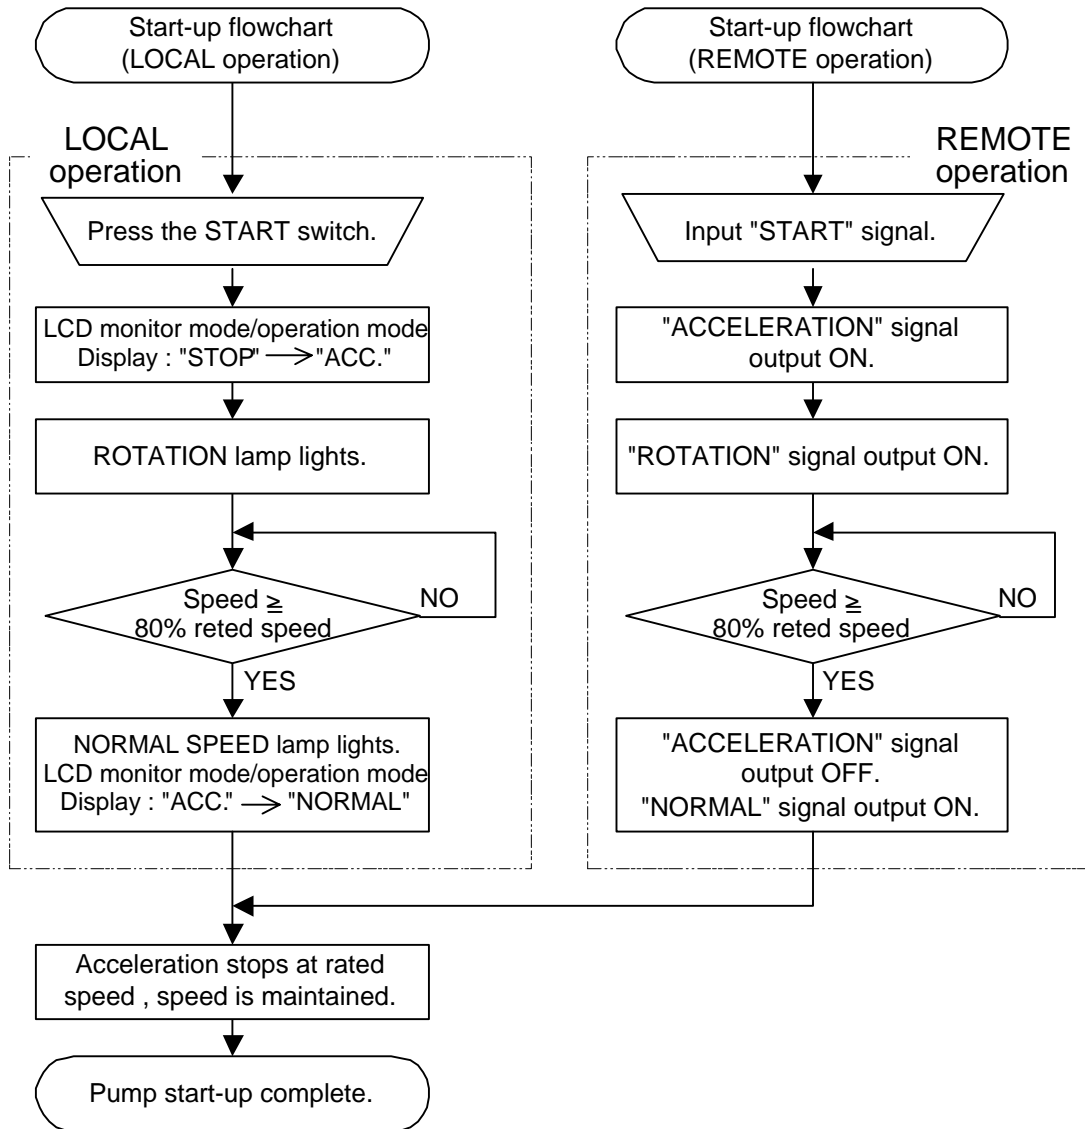 Start-up flowchart
(LOCAL operation)
LOCAL
operation
Press the START switch.
LCD monitor mode/operation mode
Display : "STOP" → "ACC."
ROTATION lamp lights.
Speed ≧
80% reted speed
NO
YES
NORMAL SPEED lamp lights.
LCD monitor mode/operation mode
Display : "ACC." → "NORMAL"
Start-up flowchart
(REMOTE operation)
REMOTE
operation
Input "START" signal.
"ACCELERATION" signal
output ON.
"ROTATION" signal output ON.
Speed ≧
80% reted speed
NO
YES
"ACCELERATION" signal
output OFF.
"NORMAL" signal output ON.
Acceleration stops at rated
speed , speed is maintained.
Pump start-up complete.